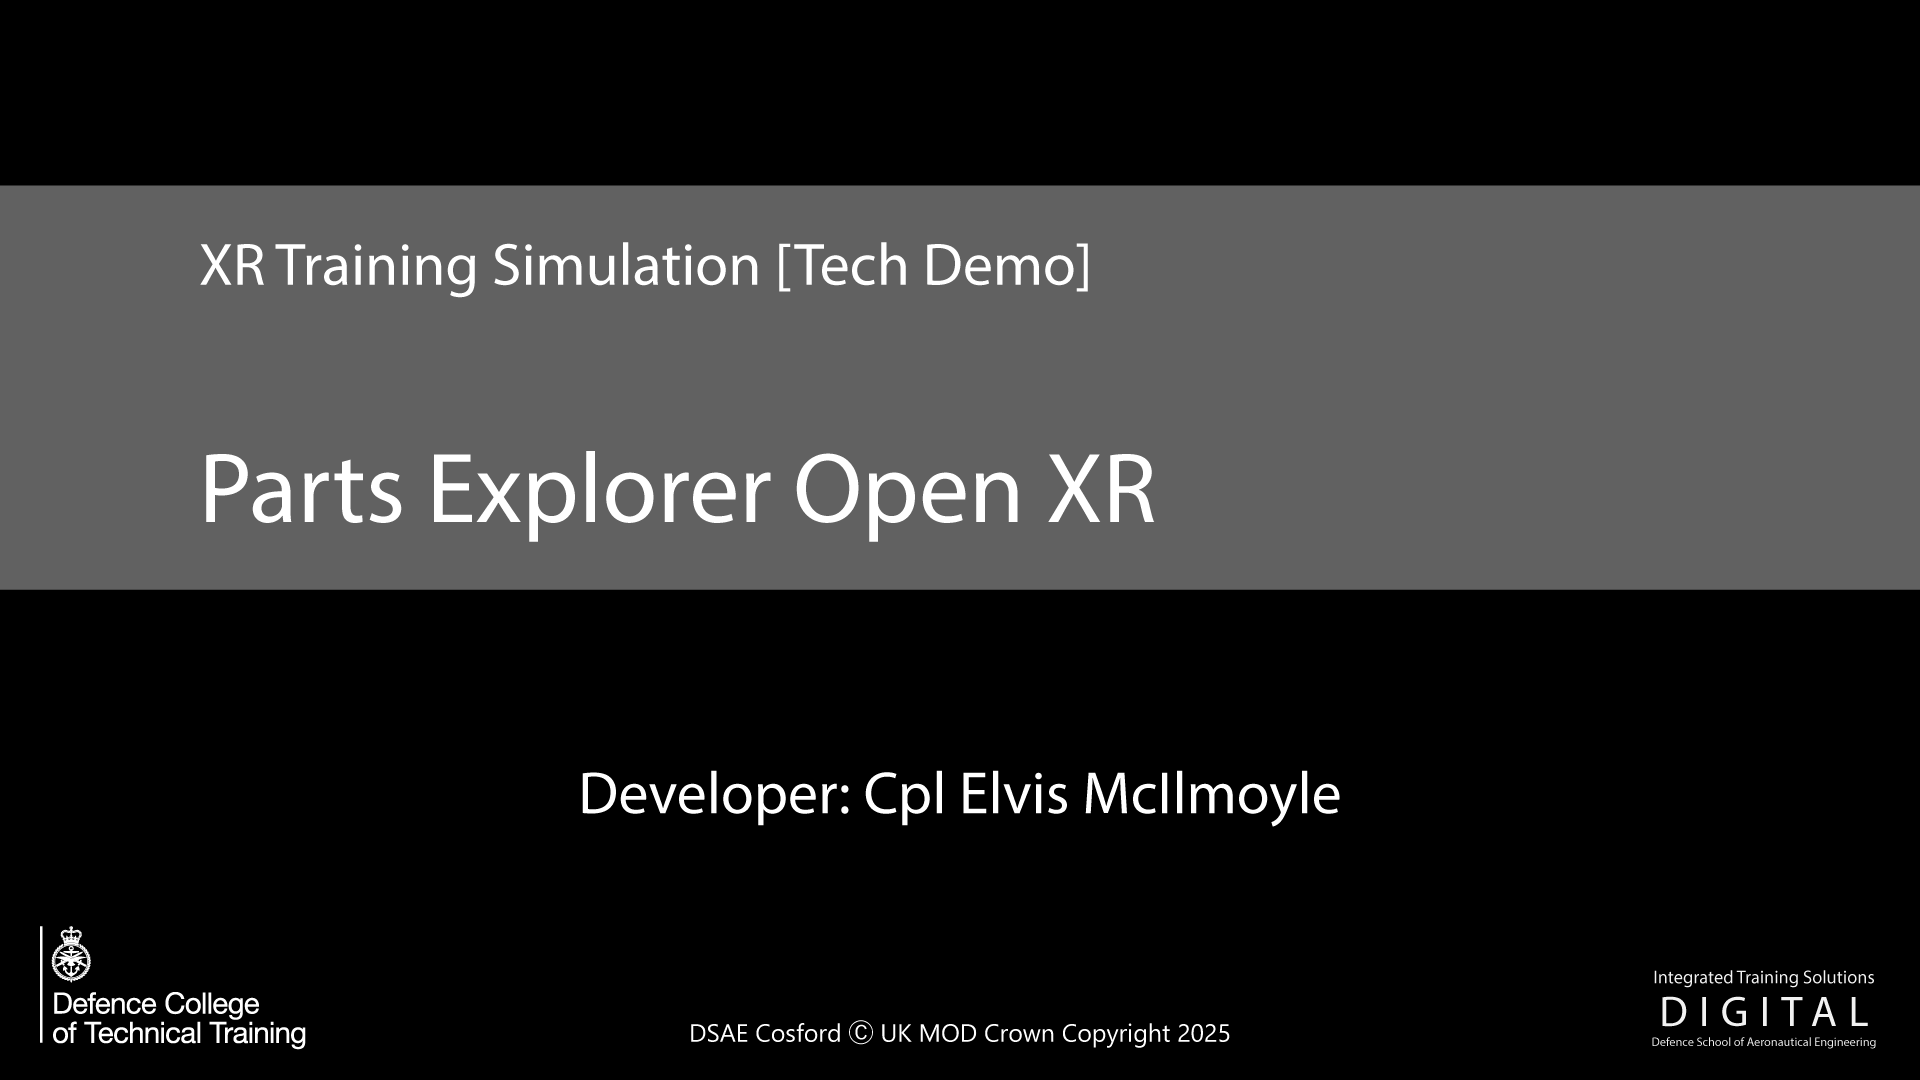 XR Training Simulation [Tech Demo]
Parts Explorer Open XR
Developer: Cpl Elvis McIlmoyle
Defence College
of Technical Training
DSAE Cosford Ⓒ UK MOD Crown Copyright 2025
Integrated Training Solutions
DIGITAL
Defence School of Aeronautical Engineering